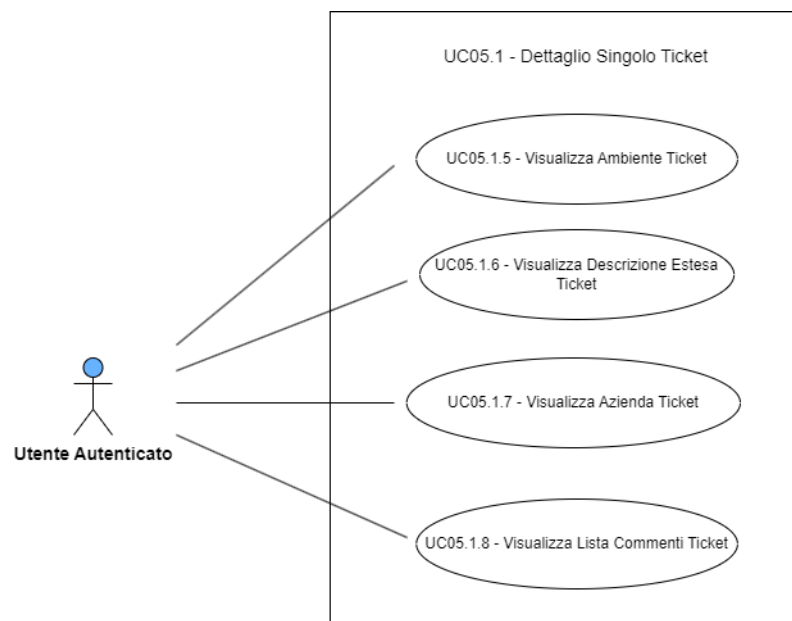 UC05.1 - Dettaglio Singolo Ticket
UC05.1.5 - Visualizza Ambiente Ticket
UC05.1.6 - Visualizza Descrizione Estesa
Ticket
UC05.1.7 - Visualizza Azienda Ticket
Utente Autenticato
UC05.1.8 - Visualizza Lista Commenti Ticket